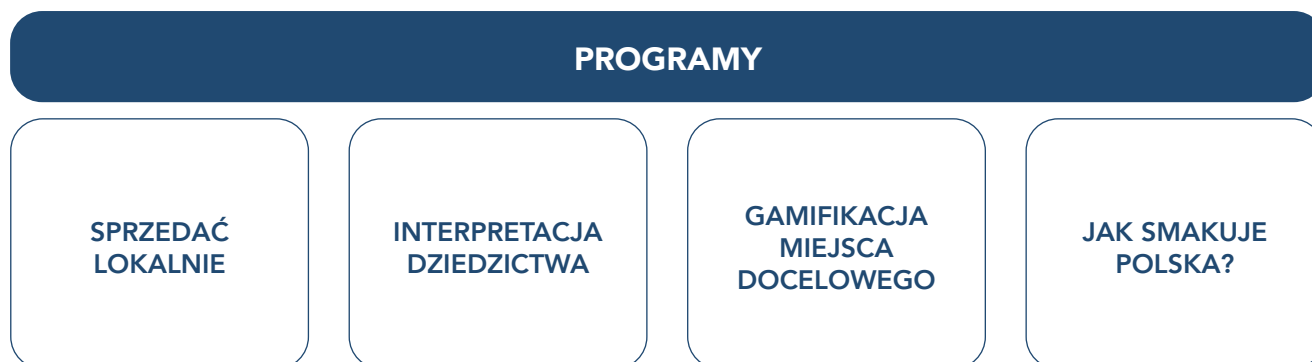 PROGRAMY
SPRZEDAĆ
LOKALNIE
INTERPRETACJA
DZIEDZICTWA
GAMIFIKACJA
MIEJSCA
DOCELOWEGO
JAK SMAKUJE
POLSKA?